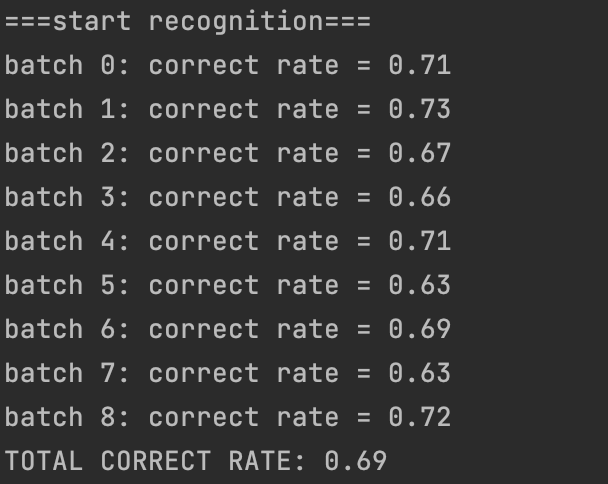 ===start recognition===
batch 0: correct rate = 0.71
batch 1: correct rate = 0.73
batch 2: correct rate = 0.67
batch 3: correct rate = 0.66
batch 4: correct rate = 0.71
batch 5: correct rate = 0.63
batch 6: correct rate = 0.69
batch 7: correct rate = 0.63
batch 8: correct rate = 0.72
TOTAL CORRECT RATE: 0.69